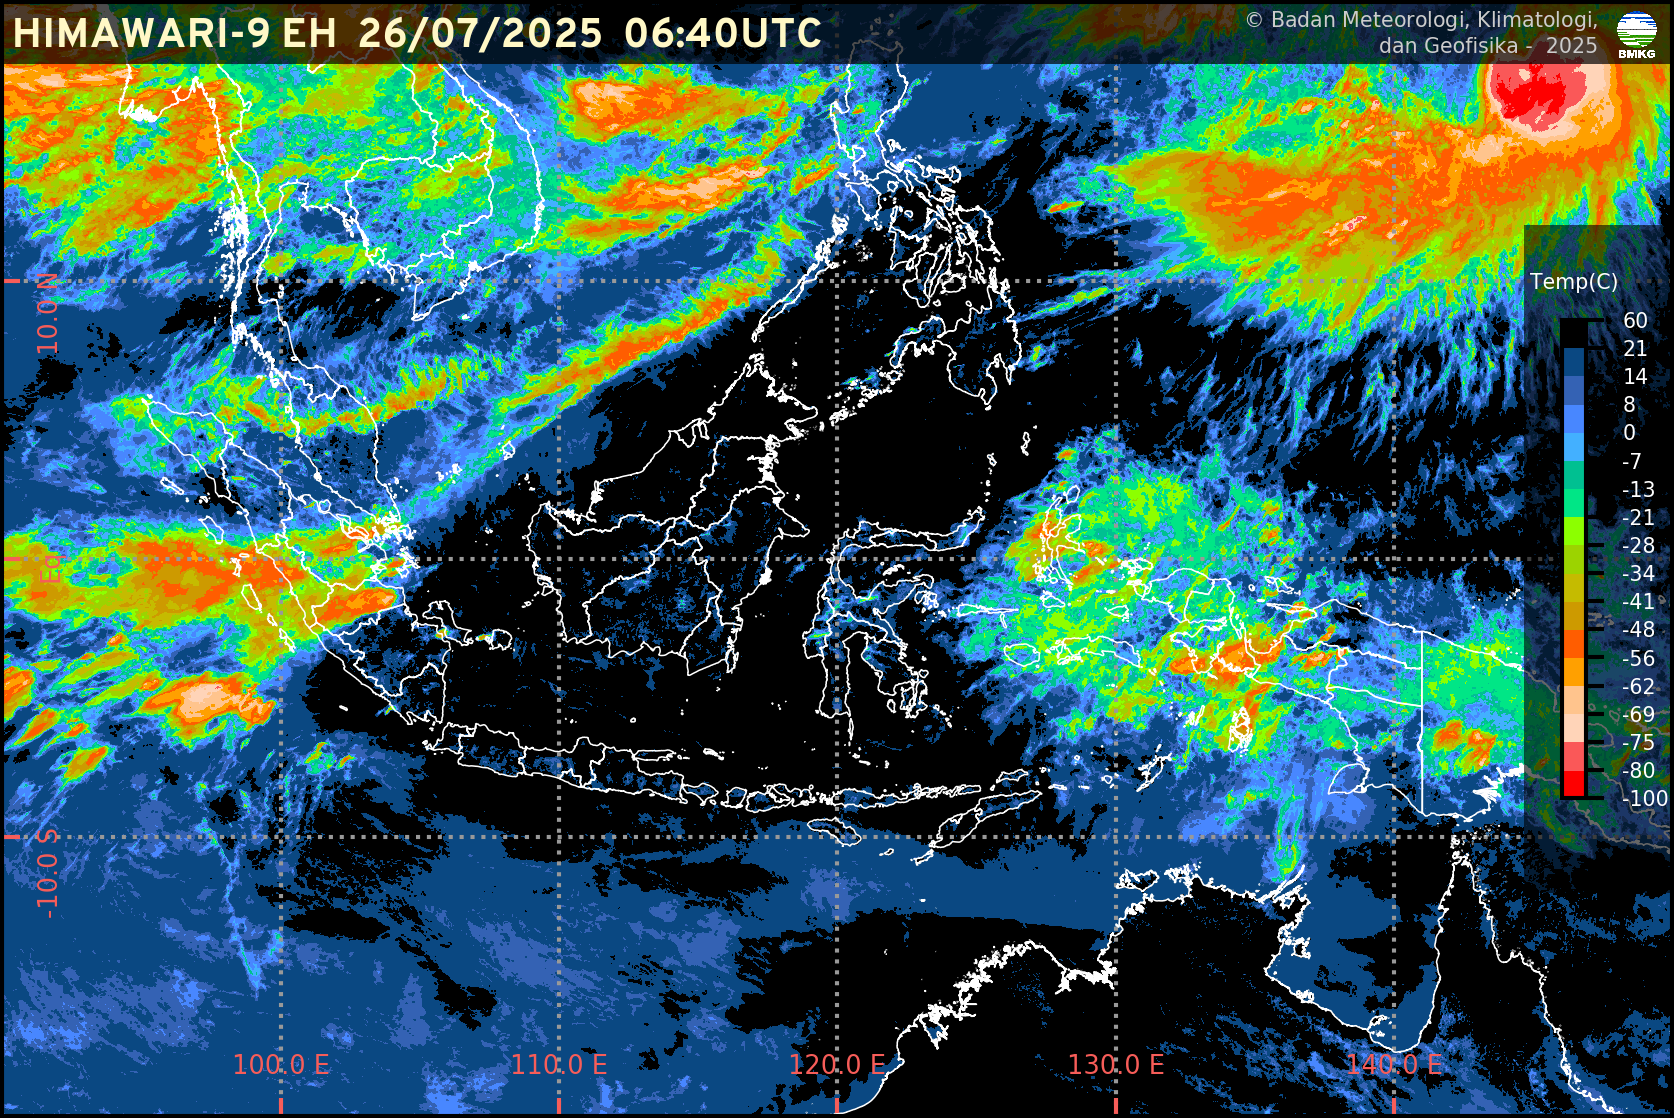 HIMAWARI-9 EH 26/07/2025 06:40UTC
© Badan Meteorologi, Klimatologi,
dan Geofisika - 2025
BMKG
10.0 N
Temp(C)
60
21
14
8
0
-7
-13
-21
-28
-34
-41
-48
-56
-62
-69
-75
-80
-100
-10.0 S
100.0 E
110.0 E
120.0 E
130.0 E
140.0 E